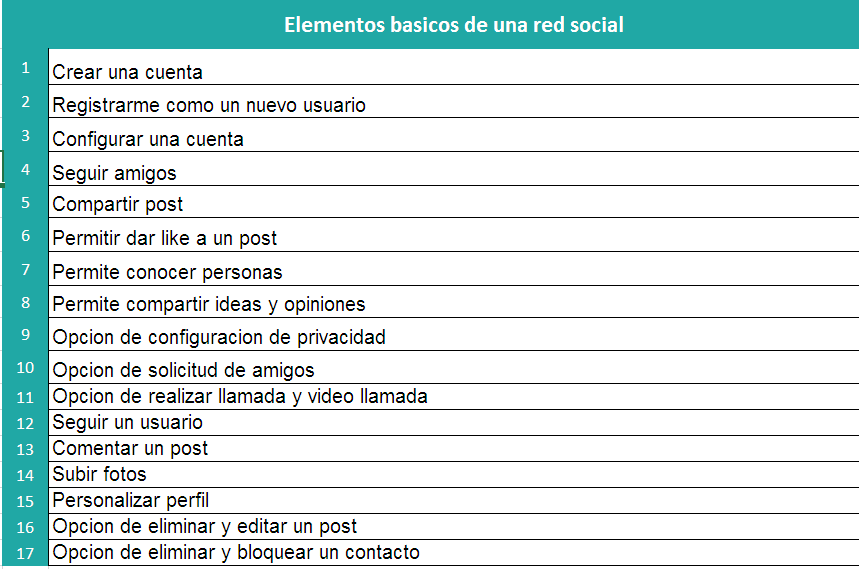 Elementos basicos de una red social
1 Crear una cuenta
2 Registrarme como un nuevo usuario
3 Configurar una cuenta
4 Seguir amigos
5 Compartir post
6 Permitir dar like a un post
7 Permite conocer personas
8 Permite compartir ideas y opiniones
9 Opcion de configuracion de privacidad
10 Opcion de solicitud de amigos
11 Opcion de realizar llamada y video llamada
12 Seguir un usuario
13 Comentar un post
14 Subir fotos
15 Personalizar perfil
16 Opcion de eliminar y editar un post
17 Opcion de eliminar y bloquear un contacto